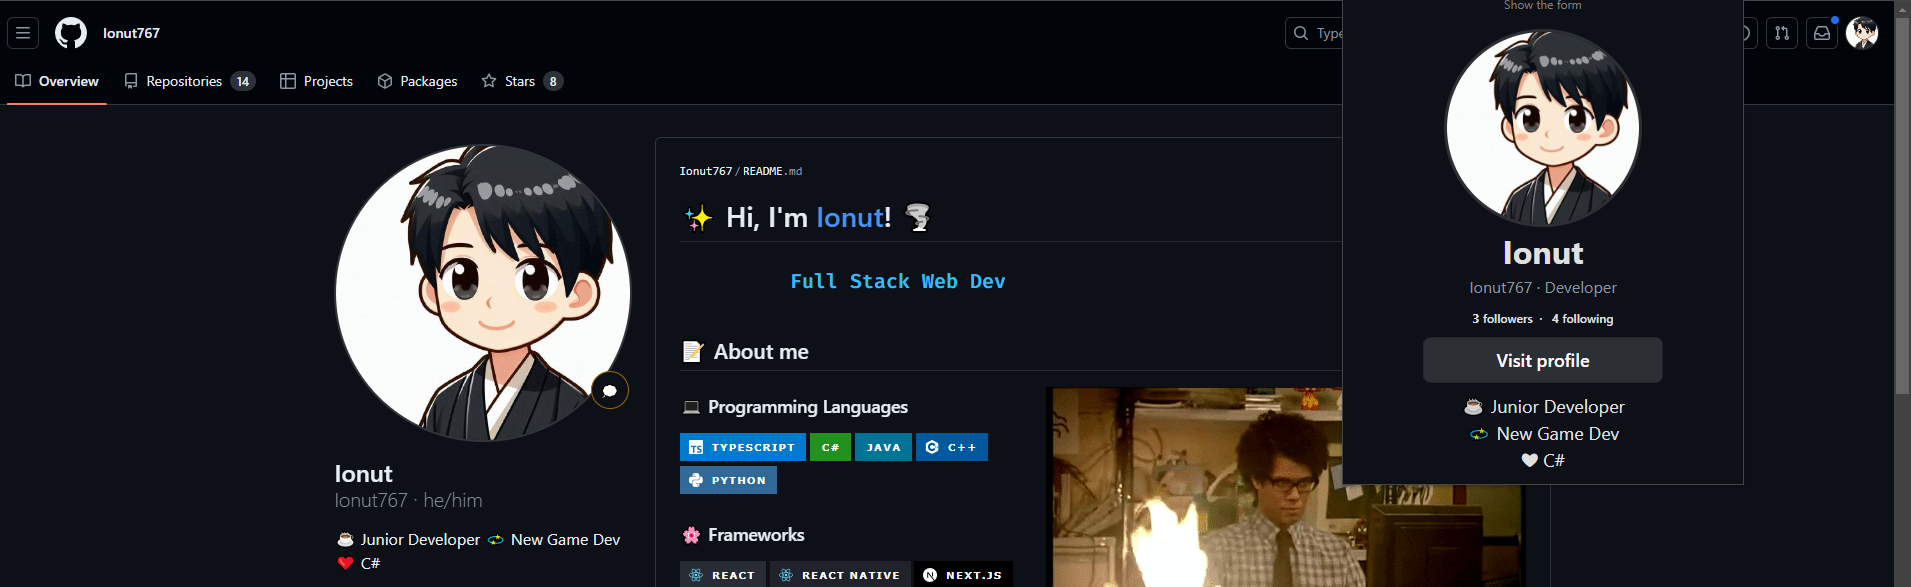 Ionut767
Type
Overview
Repositories 14
Projects
Packages
Stars 8
Ionut
Ionut767 · he/him
Junior Developer 💫 New Game Dev
❤️ C#
Ionut767/README.md
✨ Hi, I'm Ionut! 🌪️
Full Stack Web Dev
📝 About me
💻 Programming Languages
TS TYPESCRIPT
C#
JAVA
C++
PYTHON
🌸 Frameworks
REACT
REACT NATIVE
N NEXT.JS
Show the form
Ionut
Ionut767 · Developer
3 followers · 4 following
Visit profile
☕ Junior Developer
💫 New Game Dev
🤍 C#